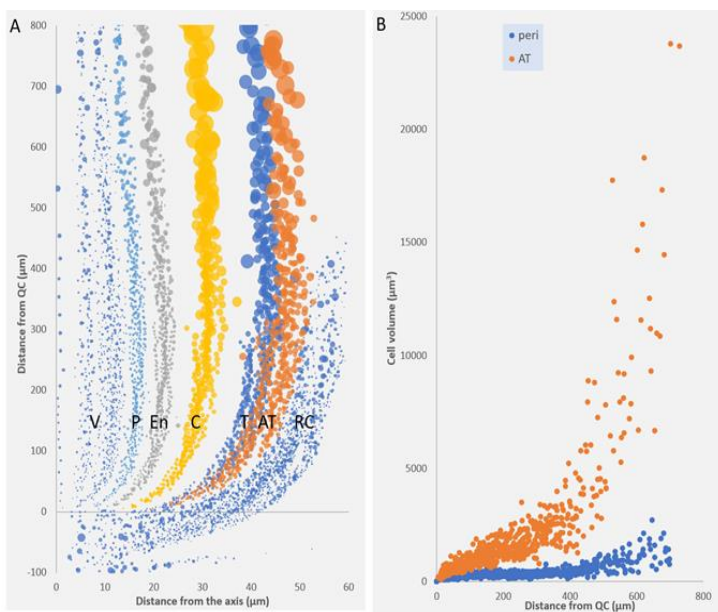 A
800
700
600
500
400
300
200
100
0
-100
Distance from QC (µm)
V P En C T AT RC
0 10 20 30 40 50 60
Distance from the axis (µm)
B
peri
AT
25000
20000
15000
10000
5000
0
Cell volume (µm³)
0 200 400 600 800
Distance from QC (µm)